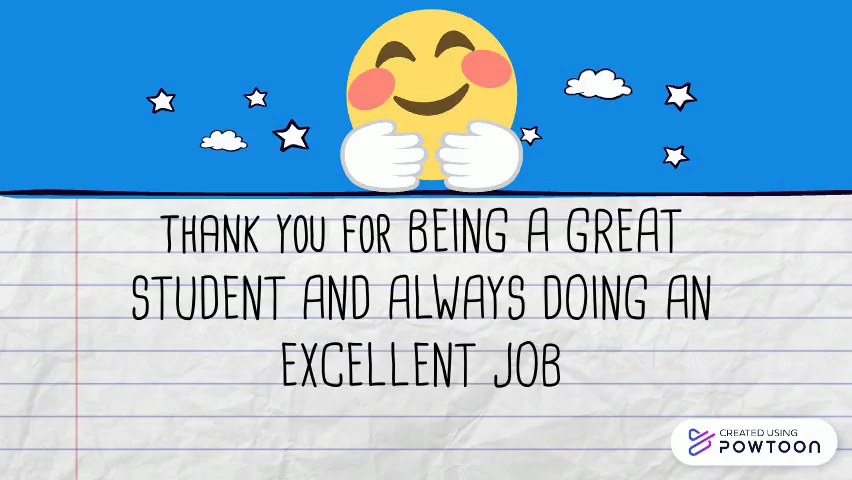 THANK YOU FOR BEING A GREAT
STUDENT AND ALWAYS DOING AN
EXCELLENT JOB
CREATED USING
POWTOON